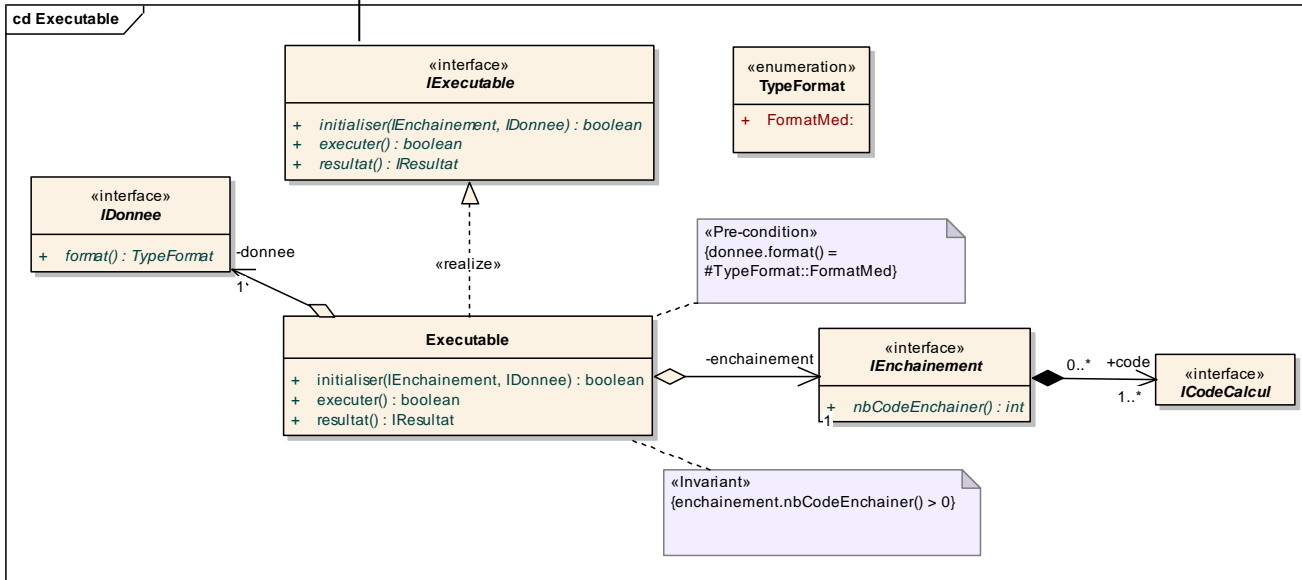 cd Executable
«interface»
IExecutable
+ initialiser(IEnchainement, IDonnee) : boolean
+ executer() : boolean
+ resultat() : IResultat
«enumeration»
TypeFormat
+ FormatMed:
«interface»
IDonnee
+ format() : TypeFormat
-donnee
1
«realize»
«Pre-condition»
{donnee.format() =
#TypeFormat::FormatMed}
Executable
+ initialiser(IEnchainement, IDonnee) : boolean
+ executer() : boolean
+ resultat() : IResultat
-enchainement
1
«interface»
IEnchainement
+ nbCodeEnchainer() : int
0..*
+code
1..*
«interface»
ICodeCalcul
«Invariant»
{enchainement.nbCodeEnchainer() > 0}